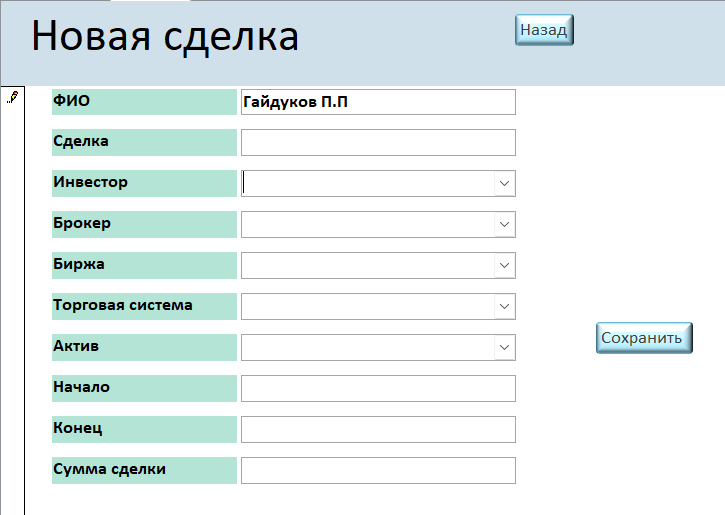 Новая сделка
Назад
ФИО
Гайдуков П.П
Сделка
Инвестор
Брокер
Биржа
Торговая система
Сохранить
Актив
Начало
Конец
Сумма сделки